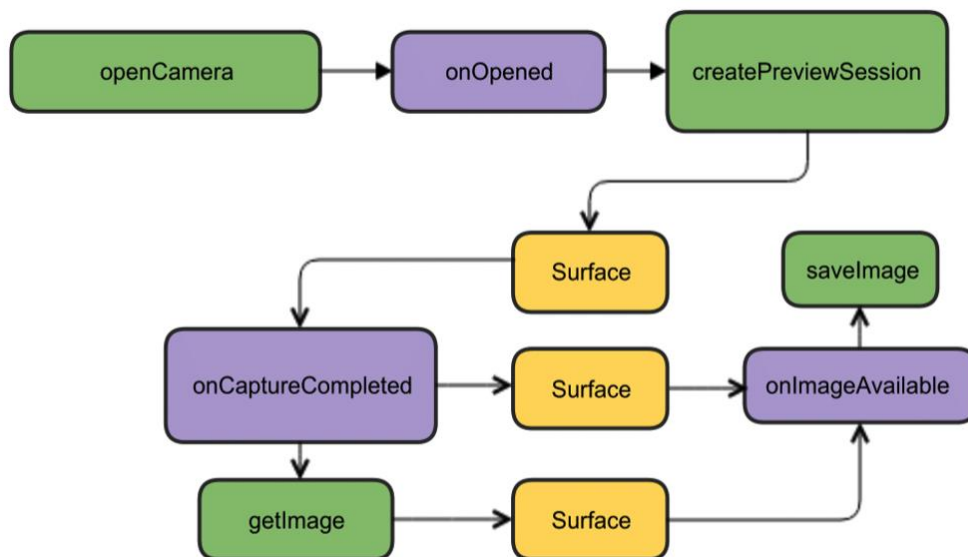 openCamera
onOpened
createPreviewSession
Surface
saveImage
onCaptureCompleted
Surface
onImageAvailable
getImage
Surface